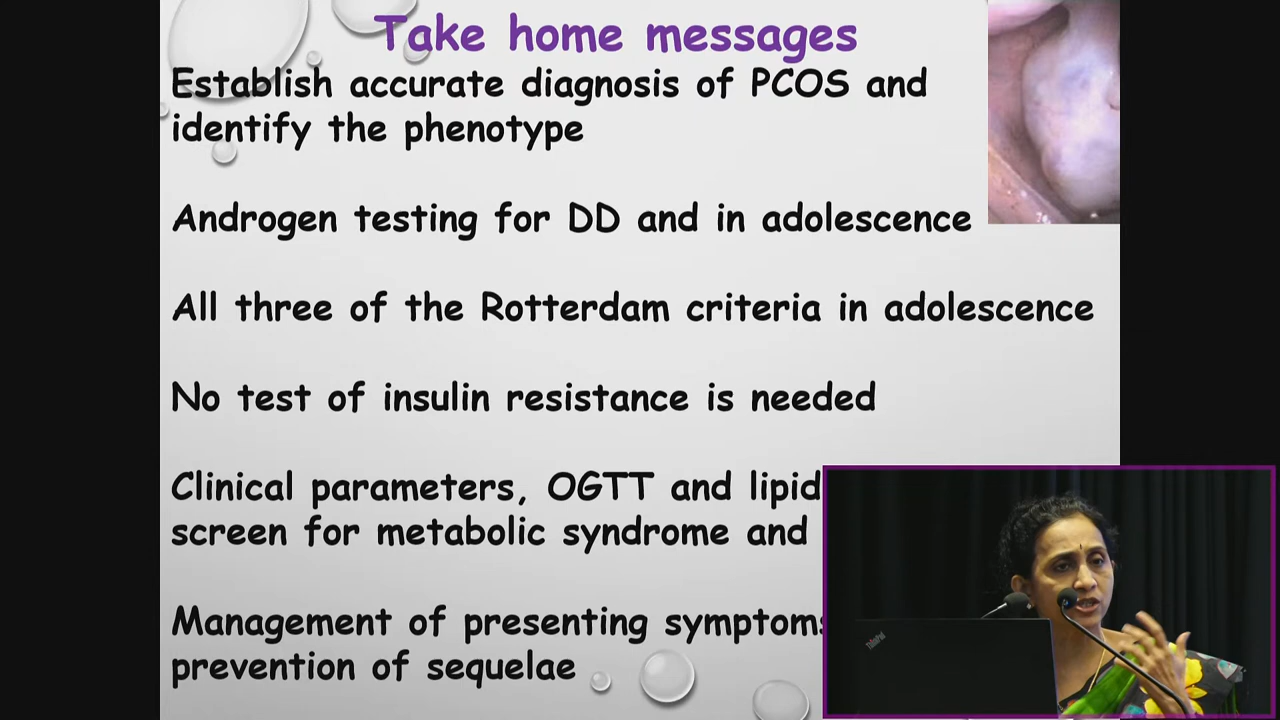 Take home messages
Establish accurate diagnosis of PCOS and
identify the phenotype
Androgen testing for DD and in adolescence
All three of the Rotterdam criteria in adolescence
No test of insulin resistance is needed
Clinical parameters, OGTT and lipid
screen for metabolic syndrome and
Management of presenting symptoms
prevention of sequelae
ThinkPad